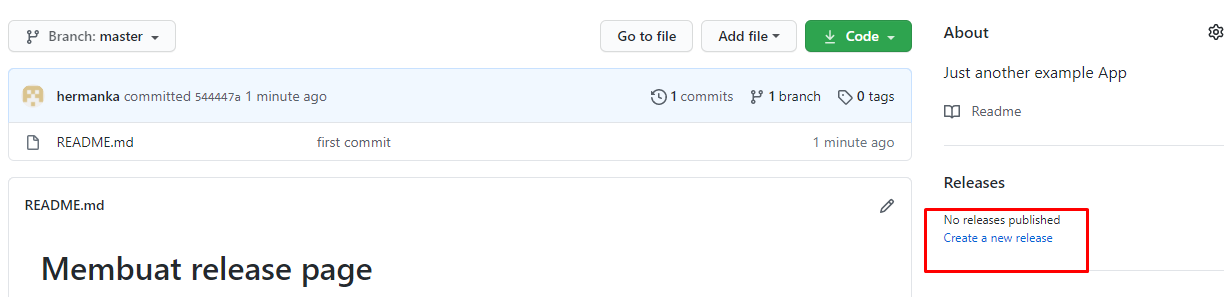 Branch: master
Go to file
Add file
Code
hermanka committed 544447a 1 minute ago
1 commits
1 branch
0 tags
README.md
first commit
1 minute ago
README.md
Membuat release page
About
Just another example App
Readme
Releases
No releases published
Create a new release